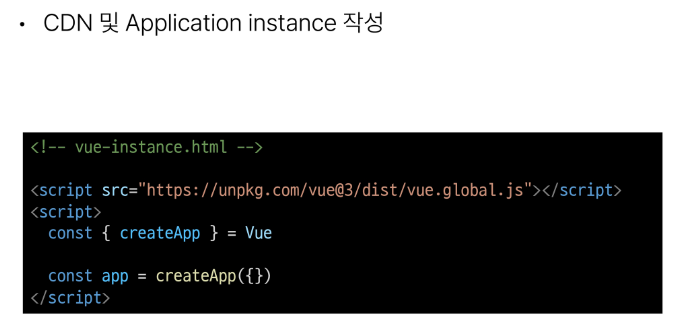 • CDN 및 Application instance 작성
<!-- vue-instance.html -->
<script src="https://unpkg.com/vue@3/dist/vue.global.js"></script>
<script>
const { createApp } = Vue
const app = createApp({})
</script>